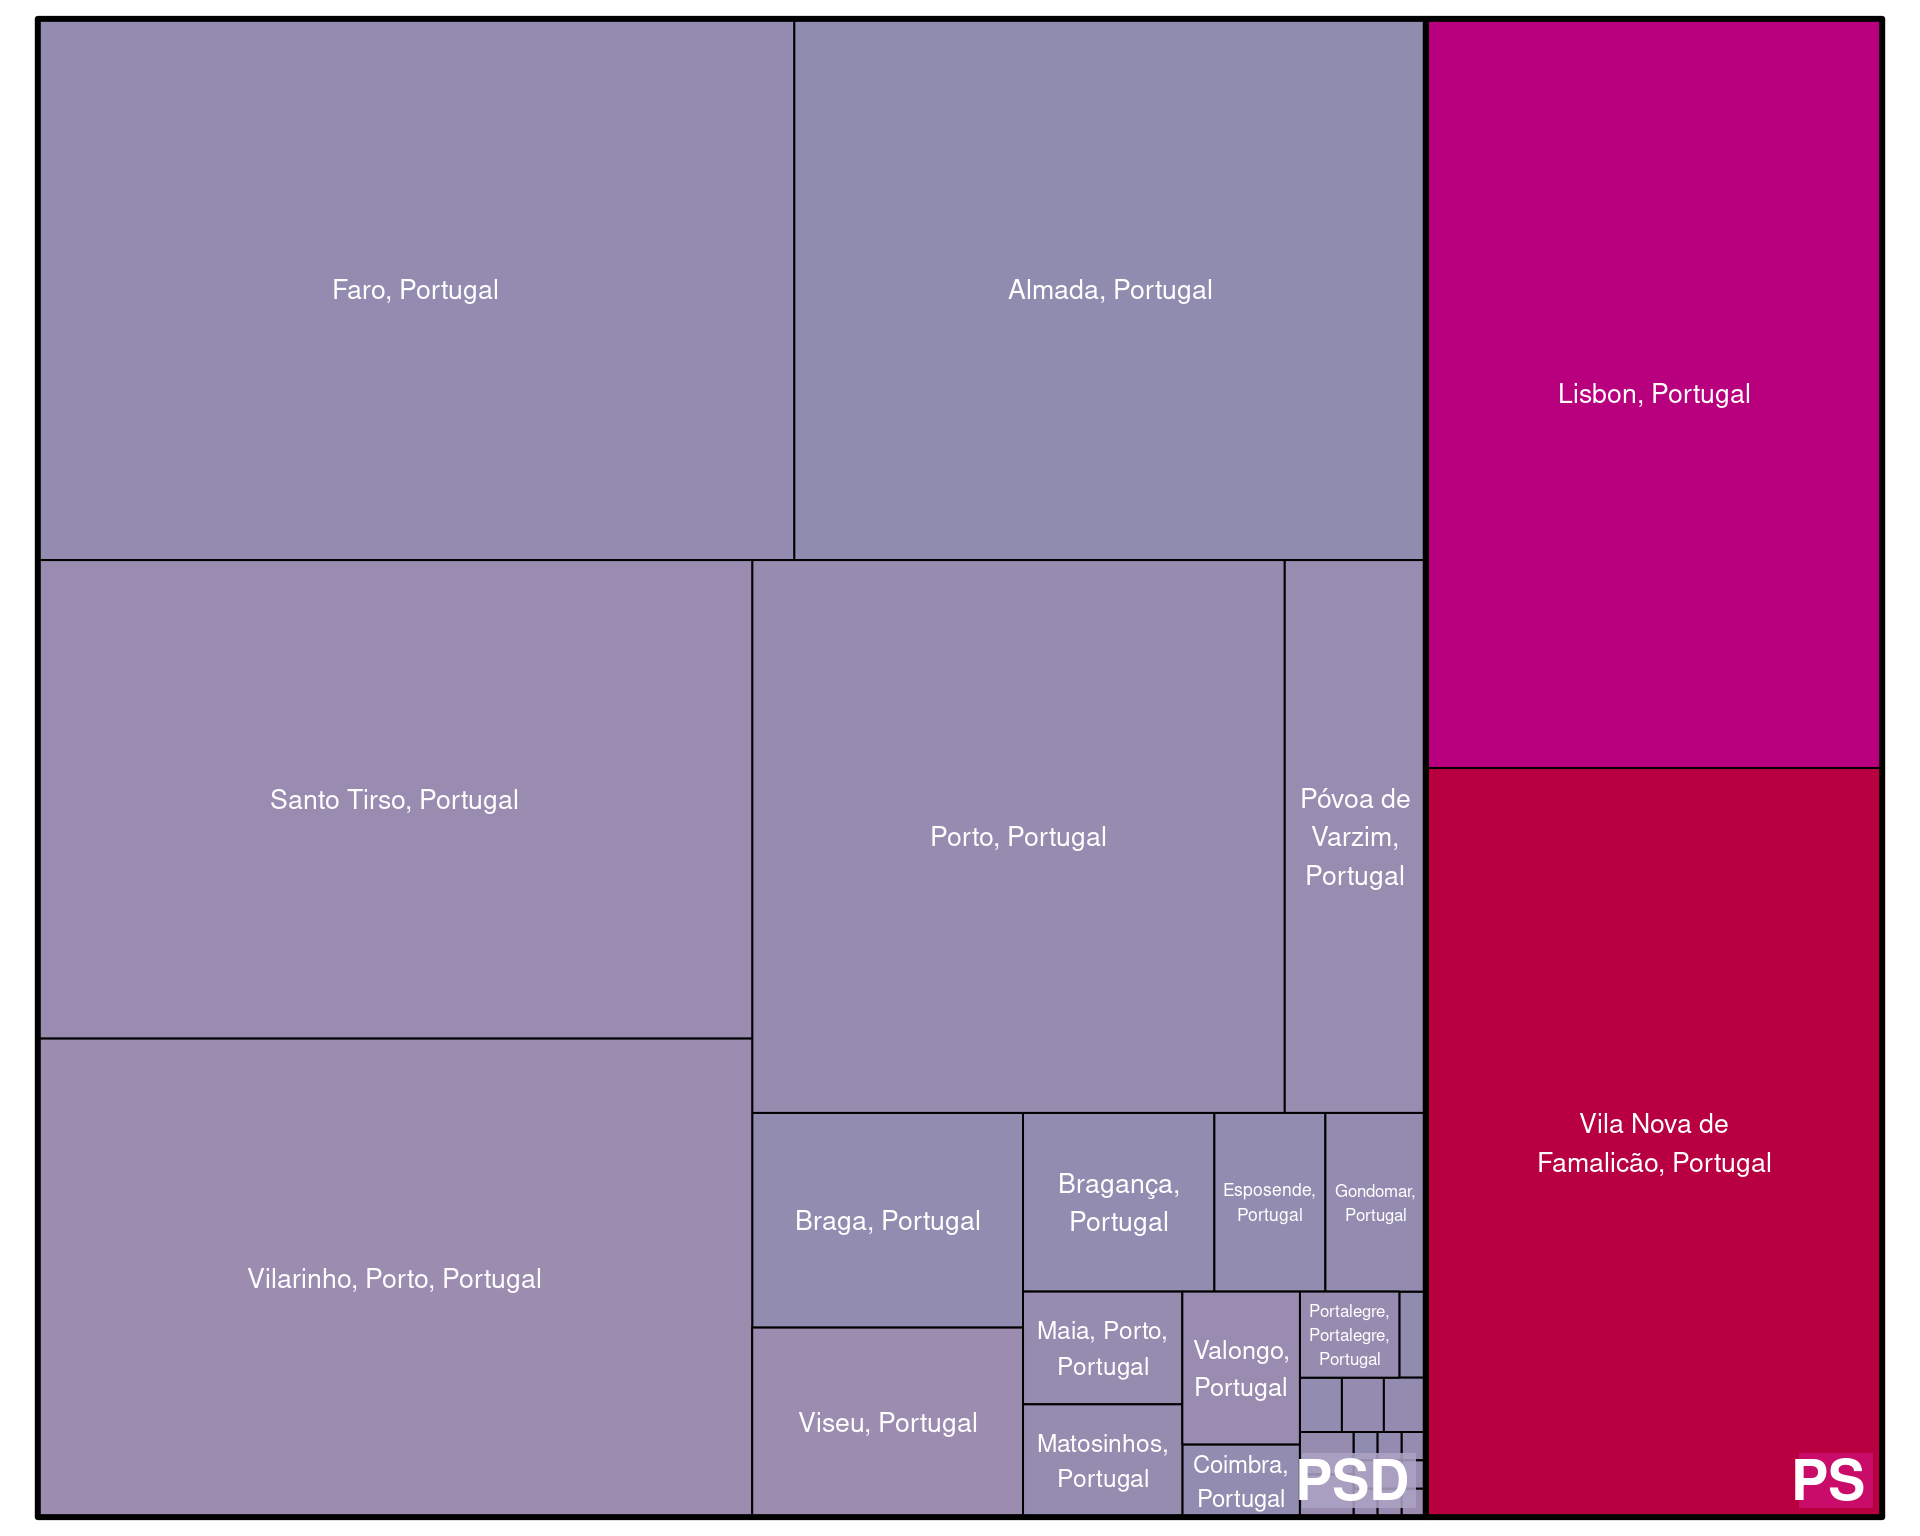 Faro, Portugal
Almada, Portugal
Lisbon, Portugal
Santo Tirso, Portugal
Porto, Portugal
Póvoa de
Varzim,
Portugal
Vila Nova de
Famalicão, Portugal
Vilarinho, Porto, Portugal
Braga, Portugal
Bragança,
Portugal
Esposende,
Portugal
Gondomar,
Portugal
Viseu, Portugal
Maia, Porto,
Portugal
Valongo,
Portugal
Portalegre,
Portalegre,
Portugal
Matosinhos,
Portugal
Coimbra,
Portugal
PSD
PS